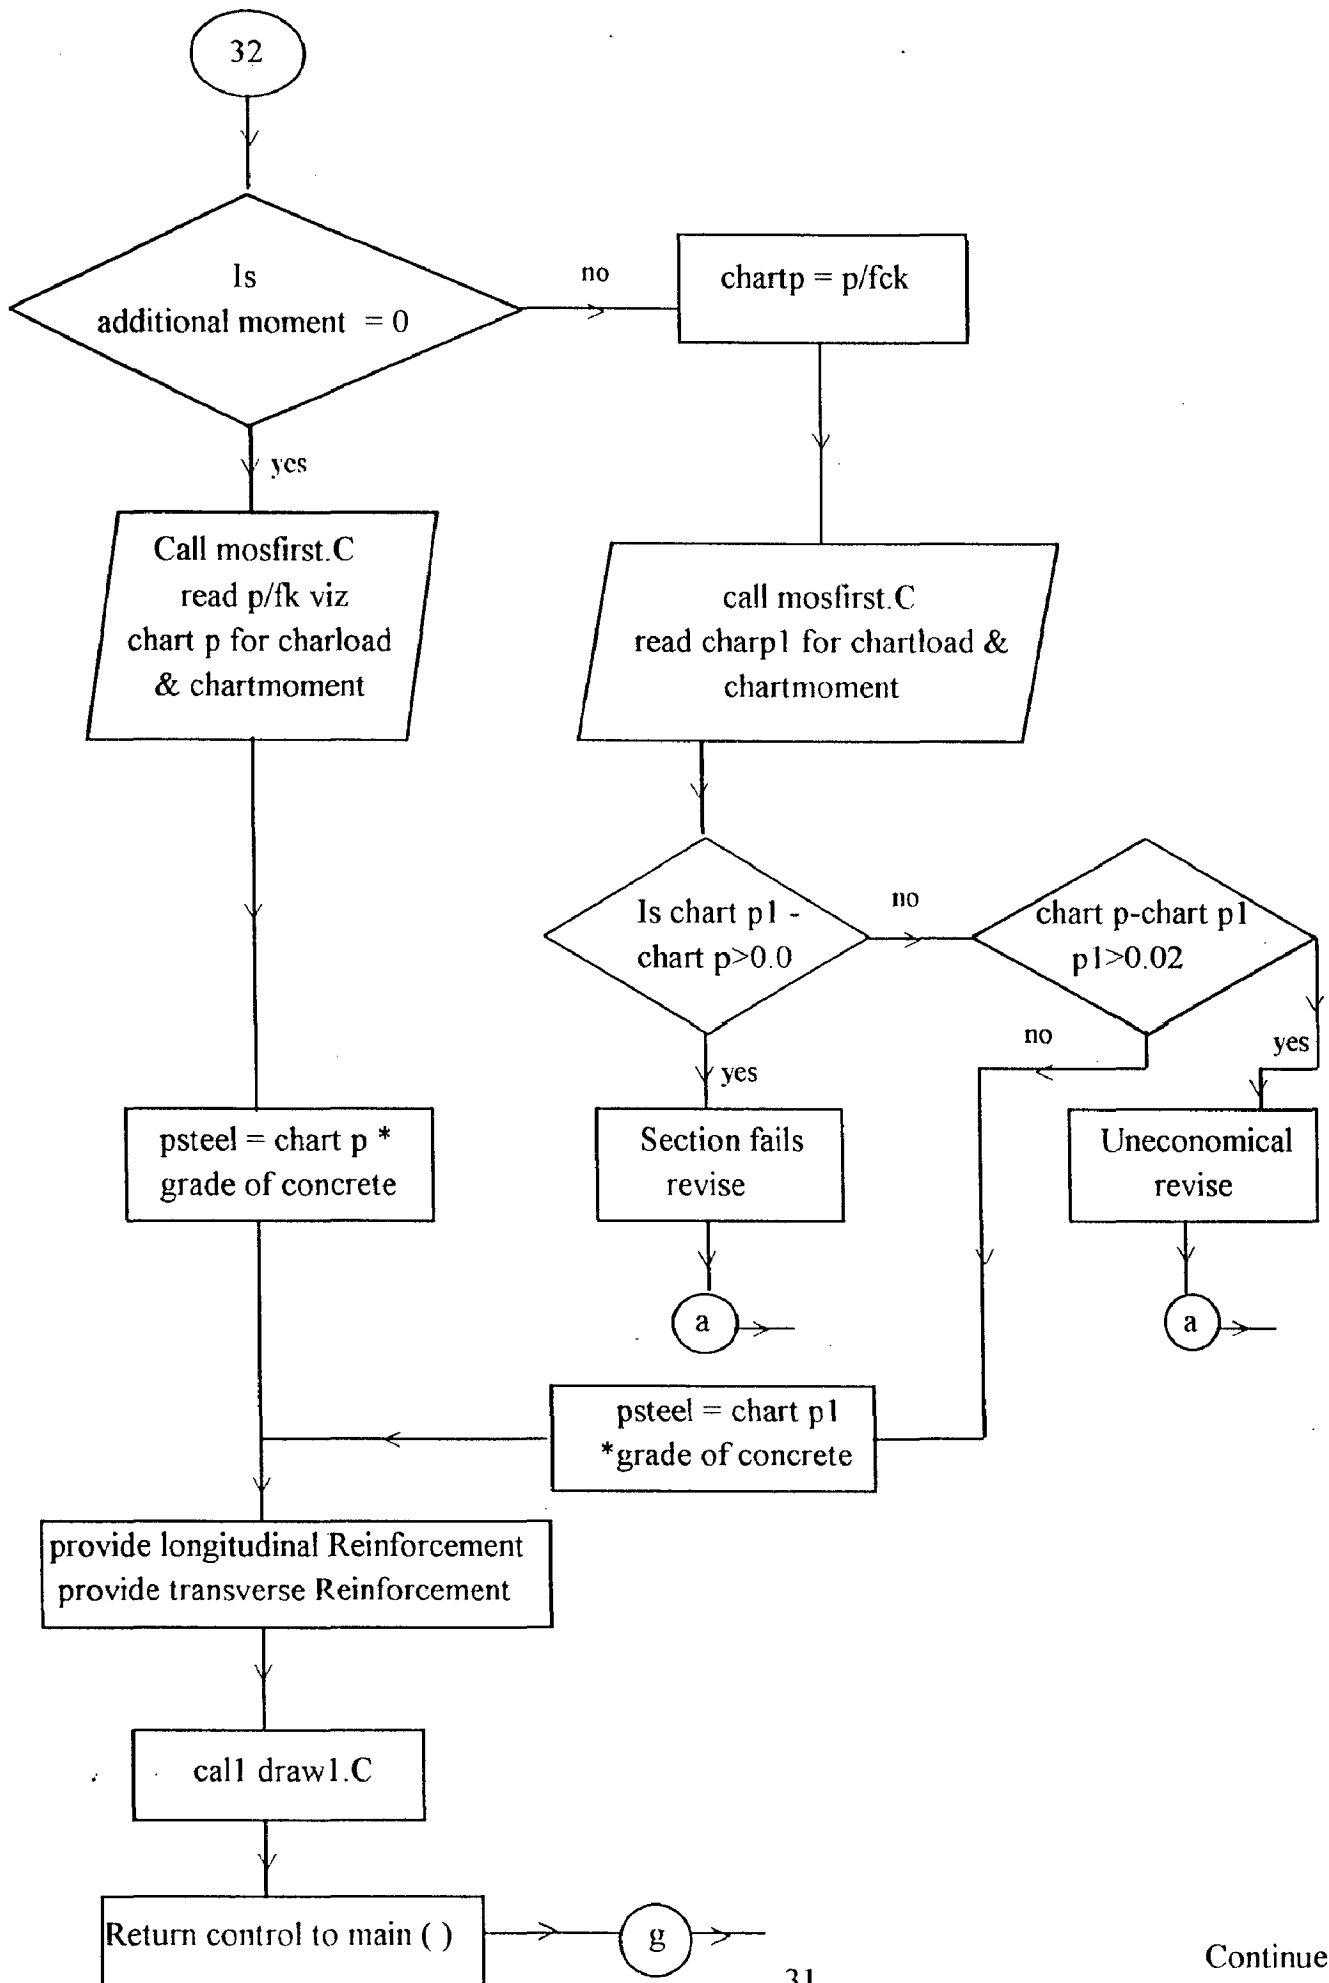 32
Is
additional moment = 0
no
chartp = p/fck
yes
Call mosfirst.C
read p/fk viz
chart p for charload
& chartmoment
call mosfirst.C
read charp1 for chartload &
chartmoment
Is chart p1 -
chart p>0.0
no
chart p-chart p1
p1>0.02
yes
no
yes
psteel = chart p *
grade of concrete
Section fails
revise
Uneconomical
revise
a
a
psteel = chart p1
*grade of concrete
provide longitudinal Reinforcement
provide transverse Reinforcement
call draw1.C
Return control to main ( )
g
31
Continue